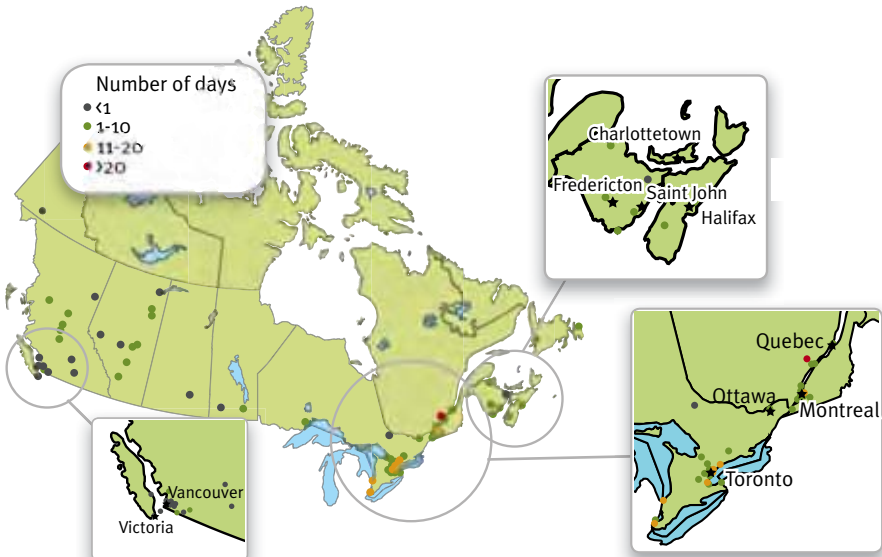 Number of days
<1
1-10
11-20
>20
Charlottetown
Fredericton
Saint John
Halifax
Quebec
Ottawa
Montreal
Toronto
Vancouver
Victoria